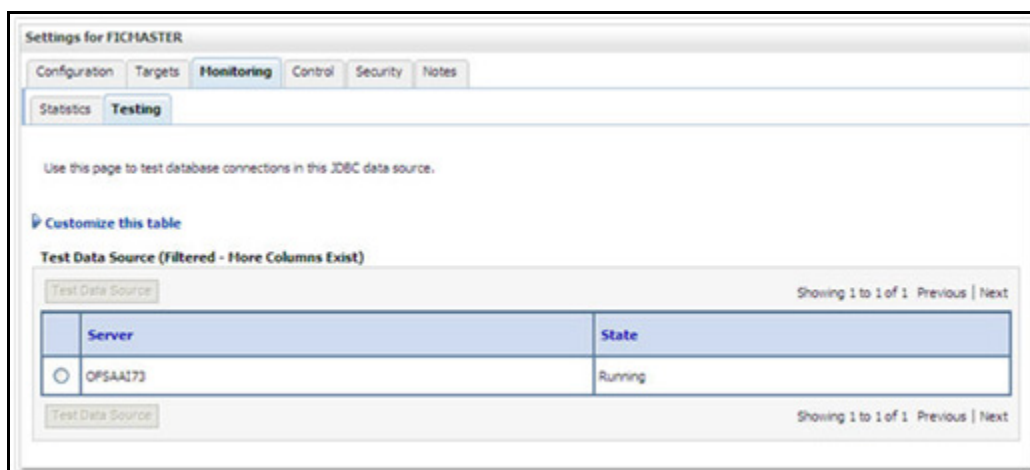 Settings for FICMASTER
Configuration Targets Monitoring Control Security Notes
Statistics Testing
Use this page to test database connections in this JDBC data source.
Customize this table
Test Data Source (Filtered - More Columns Exist)
Test Data Source Showing 1 to 1 of 1 Previous | Next
Server State
OFSAAI73 Running
Test Data Source Showing 1 to 1 of 1 Previous | Next